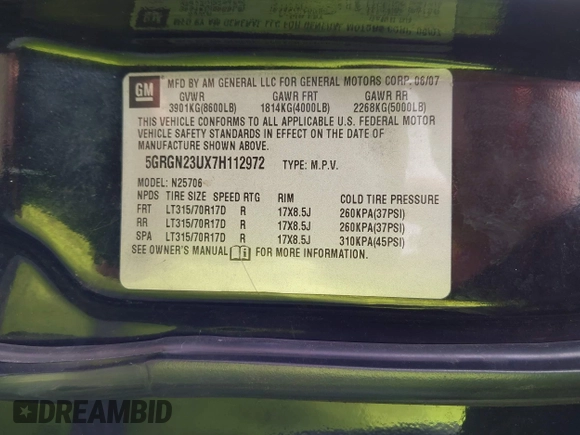 GM
MFD BY AM GENERAL LLC FOR GENERAL MOTORS CORP. 06/07
GVWR GAWR FRT GAWR RR
3901KG(8600LB) 1814KG(4000LB) 2268KG(5000LB)
THIS VEHICLE CONFORMS TO ALL APPLICABLE U.S. FEDERAL MOTOR
VEHICLE SAFETY STANDARDS IN EFFECT ON THE DATE OF
MANUFACTURE SHOWN ABOVE.
5GRGN23UX7H112972 TYPE: M.P.V.
MODEL: N25706
NPDS TIRE SIZE SPEED RTG RIM COLD TIRE PRESSURE
FRT LT315/70R17D R 17X8.5J 260KPA(37PSI)
RR LT315/70R17D R 17X8.5J 260KPA(37PSI)
SPA LT315/70R17D R 17X8.5J 310KPA(45PSI)
SEE OWNER'S MANUAL FOR MORE INFORMATION.
DREAMBID